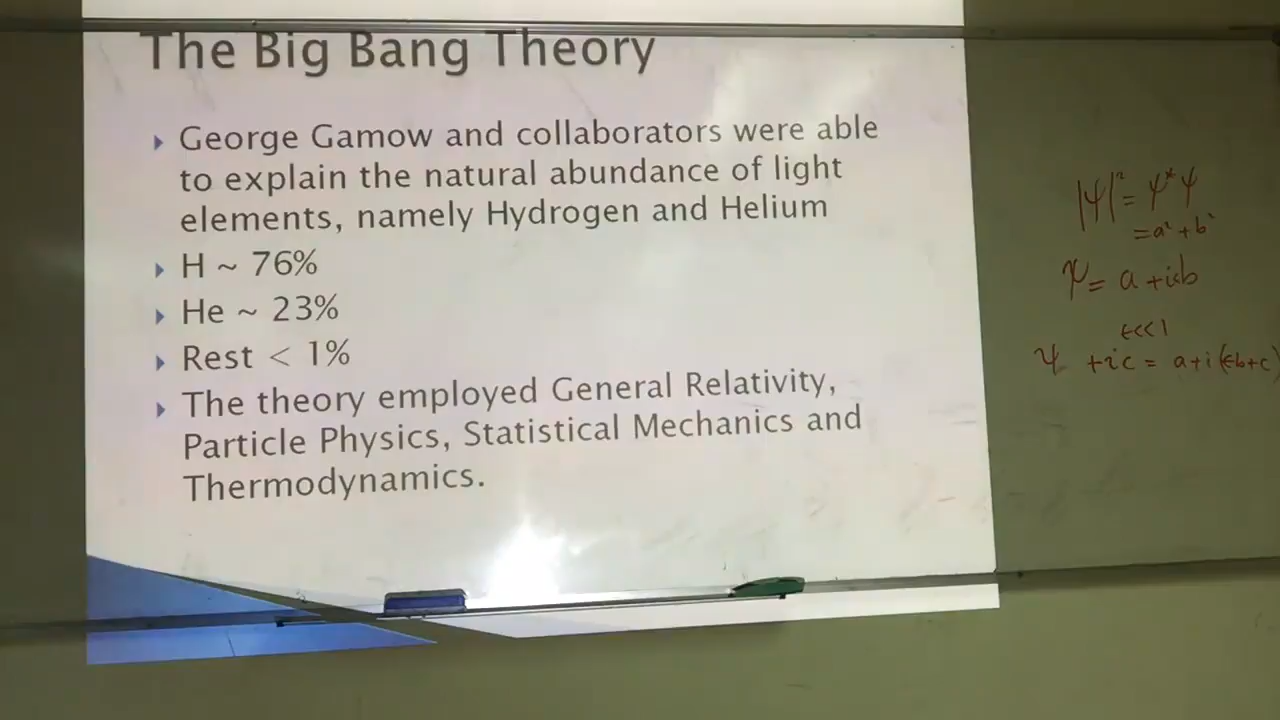 The Big Bang Theory
George Gamow and collaborators were able
to explain the natural abundance of light
elements, namely Hydrogen and Helium
H ~ 76%
He ~ 23%
Rest < 1%
The theory employed General Relativity,
Particle Physics, Statistical Mechanics and
Thermodynamics.
|ψ|² = ψ*ψ
= a² + b²
ψ = a + iεb
ε<<1
ψ + ic = a + i(εb+c)